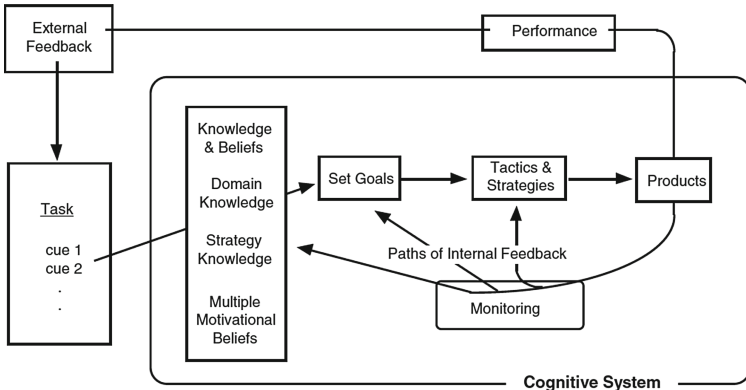 External
Feedback
Performance
Knowledge
& Beliefs
Domain
Knowledge
Strategy
Knowledge
Multiple
Motivational
Beliefs
Set Goals
Tactics &
Strategies
Products
Task
cue 1
cue 2
.
.
Paths of Internal Feedback
Monitoring
Cognitive System